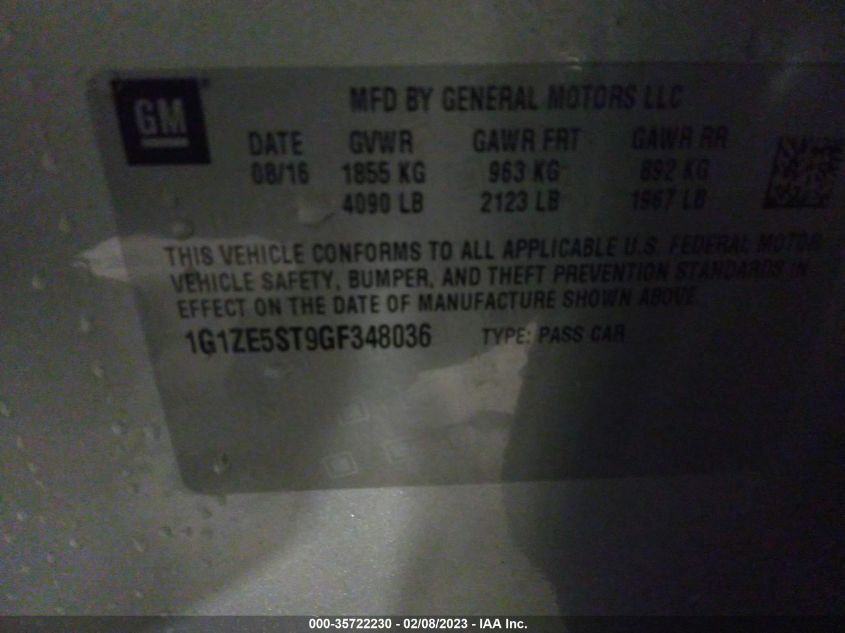 GM
MFD BY GENERAL MOTORS LLC
DATE GVWR GAWR FRT GAWR RR
08/16 1855 KG 963 KG 892 KG
4090 LB 2123 LB 1967 LB
THIS VEHICLE CONFORMS TO ALL APPLICABLE U.S. FEDERAL MOTOR
VEHICLE SAFETY, BUMPER, AND THEFT PREVENTION STANDARDS IN
EFFECT ON THE DATE OF MANUFACTURE SHOWN ABOVE.
1G1ZE5ST9GF348036 TYPE: PASS CAR
000-35722230 - 02/08/2023 - IAA Inc.